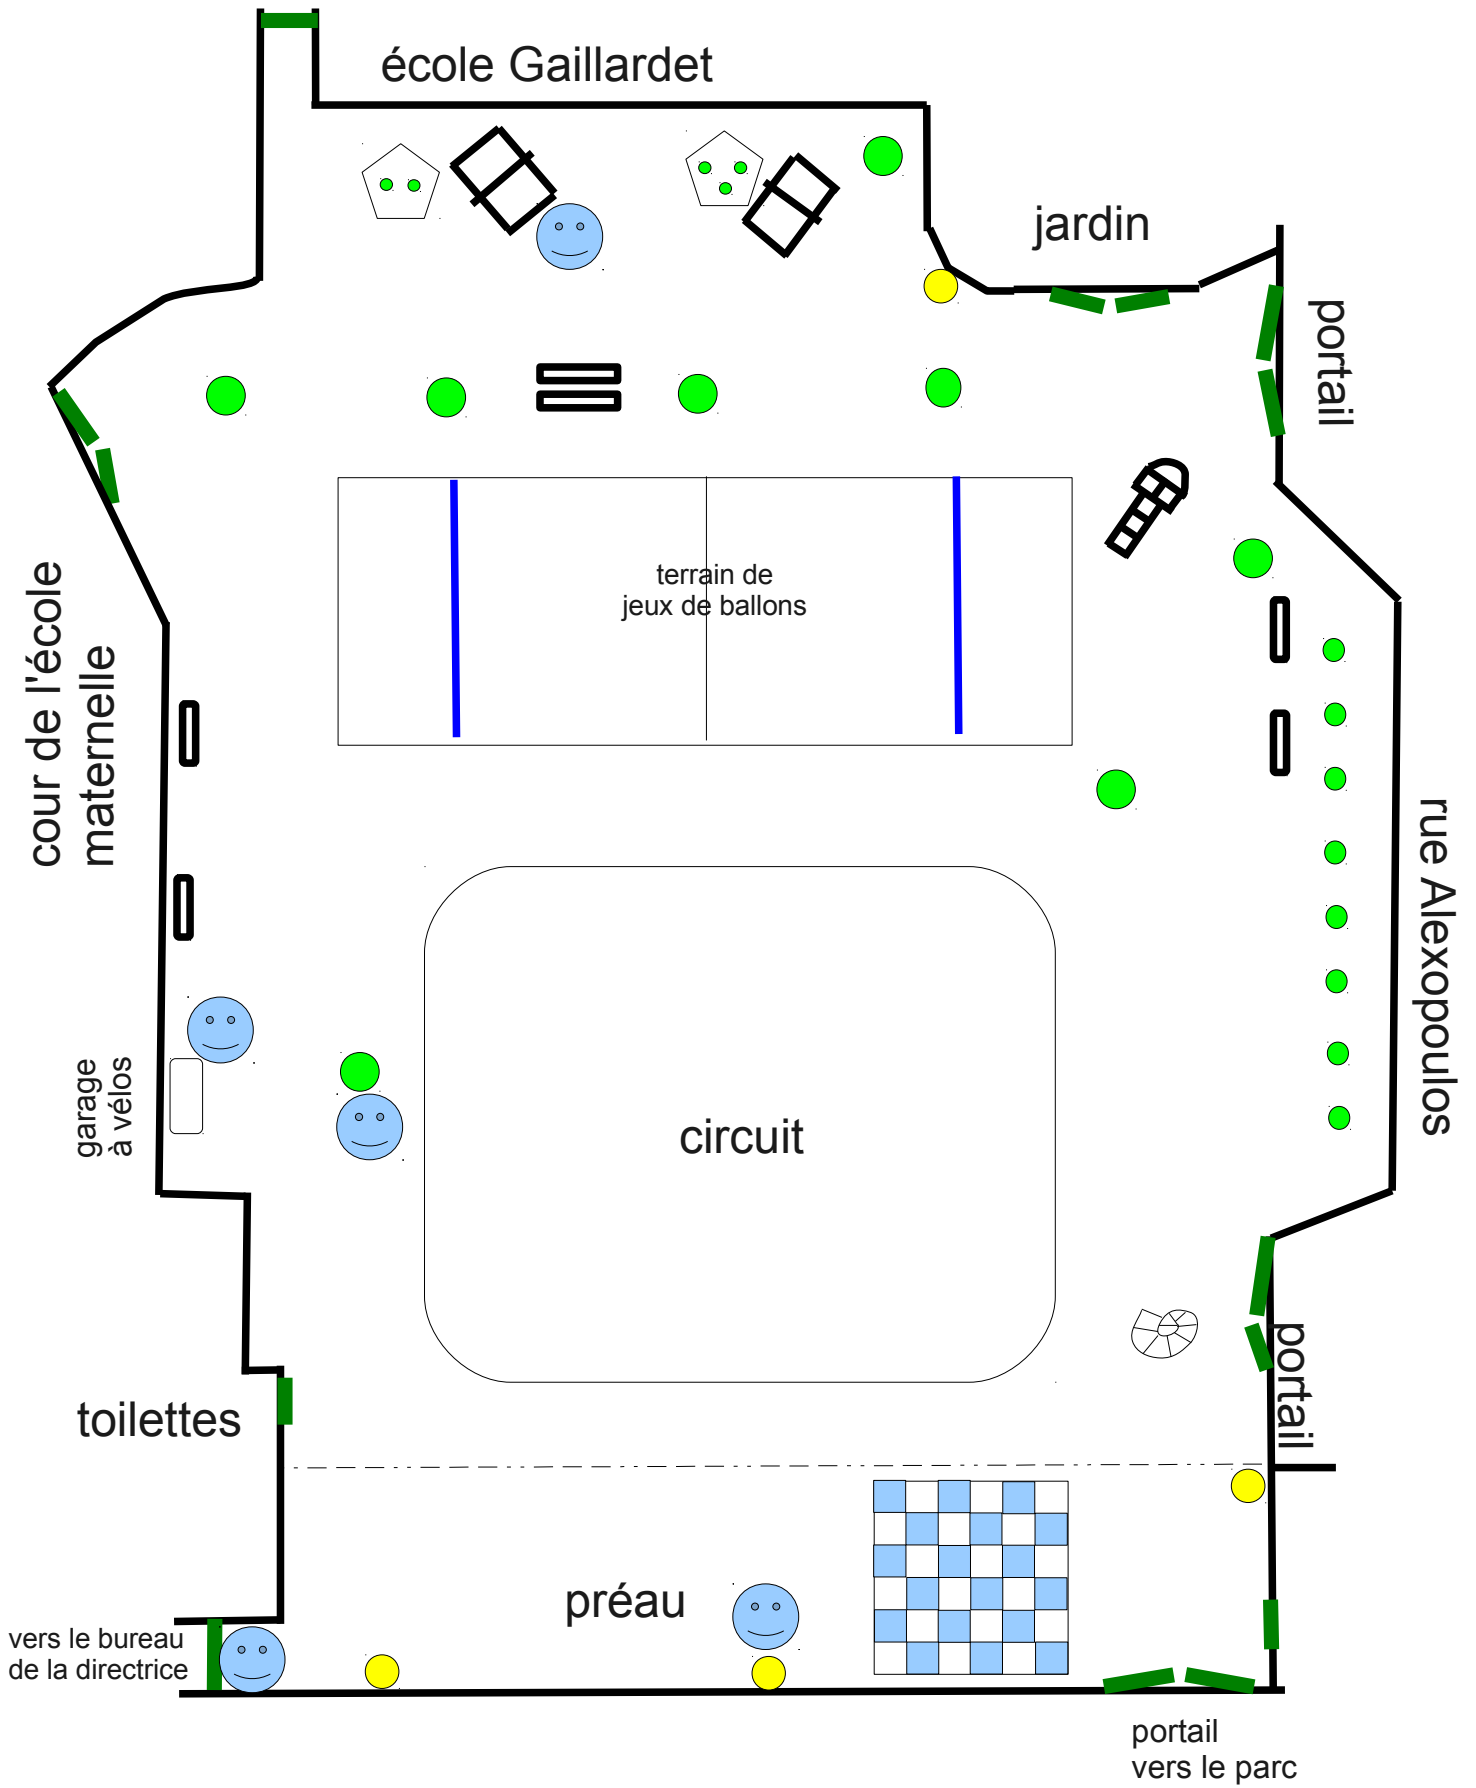 école Gaillardet
jardin
portail
terrain de
jeux de ballons
cour de l'école
maternelle
rue Alexopoulos
garage
à vélos
circuit
portail
toilettes
préau
vers le bureau
de la directrice
portail
vers le parc